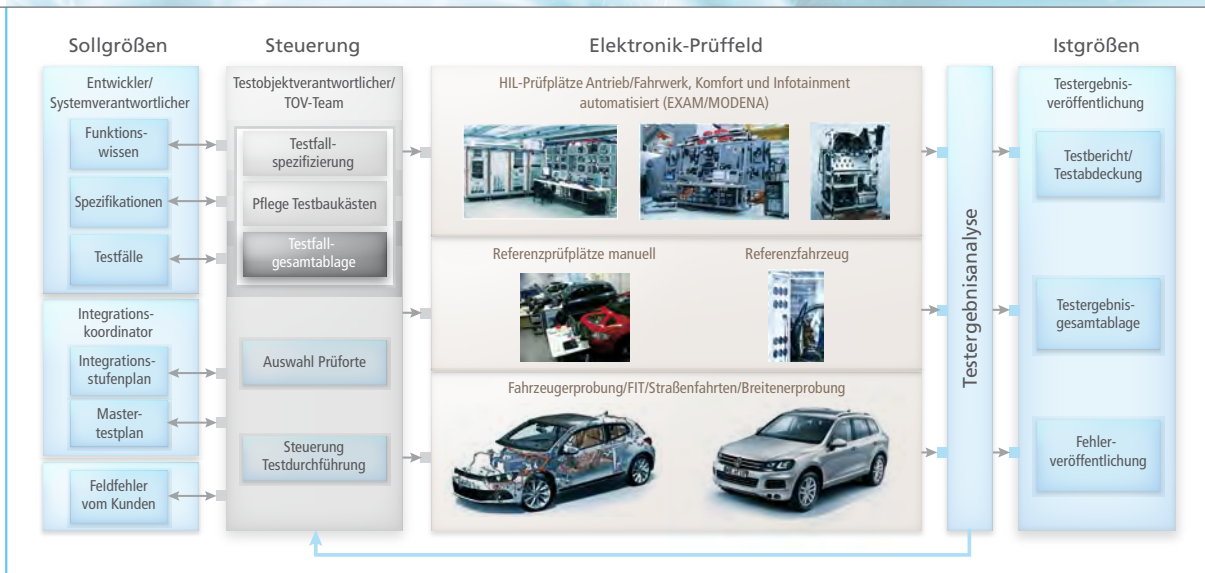 Sollgrößen
Steuerung
Elektronik-Prüffeld
Istgrößen
Entwickler/
Systemverantwortlicher
Funktions-
wissen
Spezifikationen
Testfälle
Integrations-
koordinator
Integrations-
stufenplan
Master-
testplan
Feldfehler
vom Kunden
Testobjektverantwortlicher/
TOV-Team
Testfall-
spezifizierung
Pflege Testbaukästen
Testfall-
gesamtablage
Auswahl Prüforte
Steuerung
Testdurchführung
HIL-Prüfplätze Antrieb/Fahrwerk, Komfort und Infotainment
automatisiert (EXAM/MODENA)
Referenzprüfplätze manuell
Referenzfahrzeug
Fahrzeugerprobung/FIT/Straßenfahrten/Breitenerprobung
Testergebnisanalyse
Testergebnis-
veröffentlichung
Testbericht/
Testabdeckung
Testergebnis-
gesamtablage
Fehler-
veröffentlichung